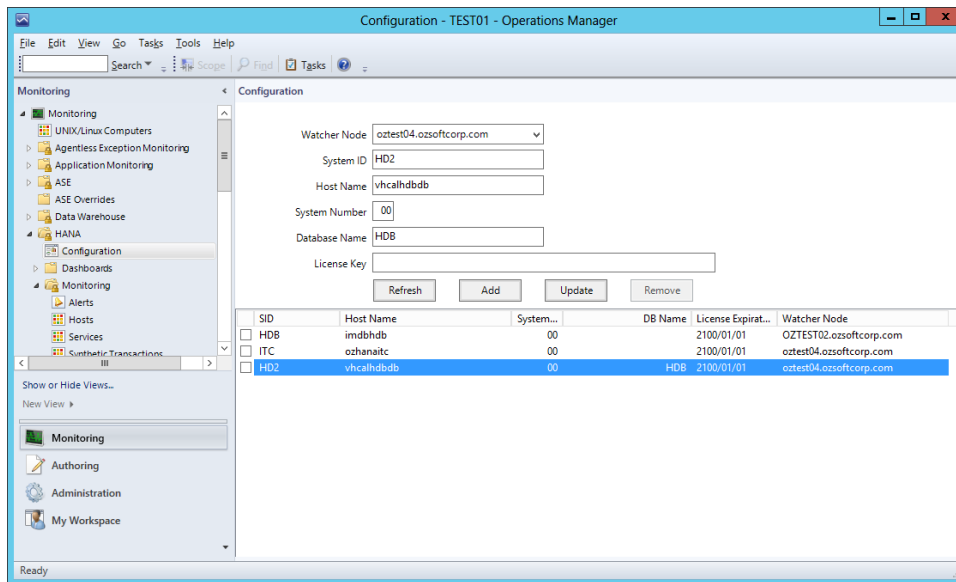 Configuration - TEST01 - Operations Manager
File Edit View Go Tasks Tools Help
Search Scope Find Tasks
Monitoring
Monitoring
UNIX/Linux Computers
Agentless Exception Monitoring
Application Monitoring
ASE
ASE Overrides
Data Warehouse
HANA
Configuration
Dashboards
Monitoring
Alerts
Hosts
Services
Synthetic Transactions
Show or Hide Views...
New View
Monitoring
Authoring
Administration
My Workspace
Configuration
Watcher Node oztest04.ozsoftcorp.com
System ID HD2
Host Name vhcalhdbdb
System Number 00
Database Name HDB
License Key
Refresh Add Update Remove
SID Host Name System... DB Name License Expirat... Watcher Node
HDB imdbhdb 00 2100/01/01 OZTEST02.ozsoftcorp.com
ITC ozhanaitc 00 2100/01/01 oztest04.ozsoftcorp.com
HD2 vhcalhdbdb 00 HDB 2100/01/01 oztest04.ozsoftcorp.com
Ready